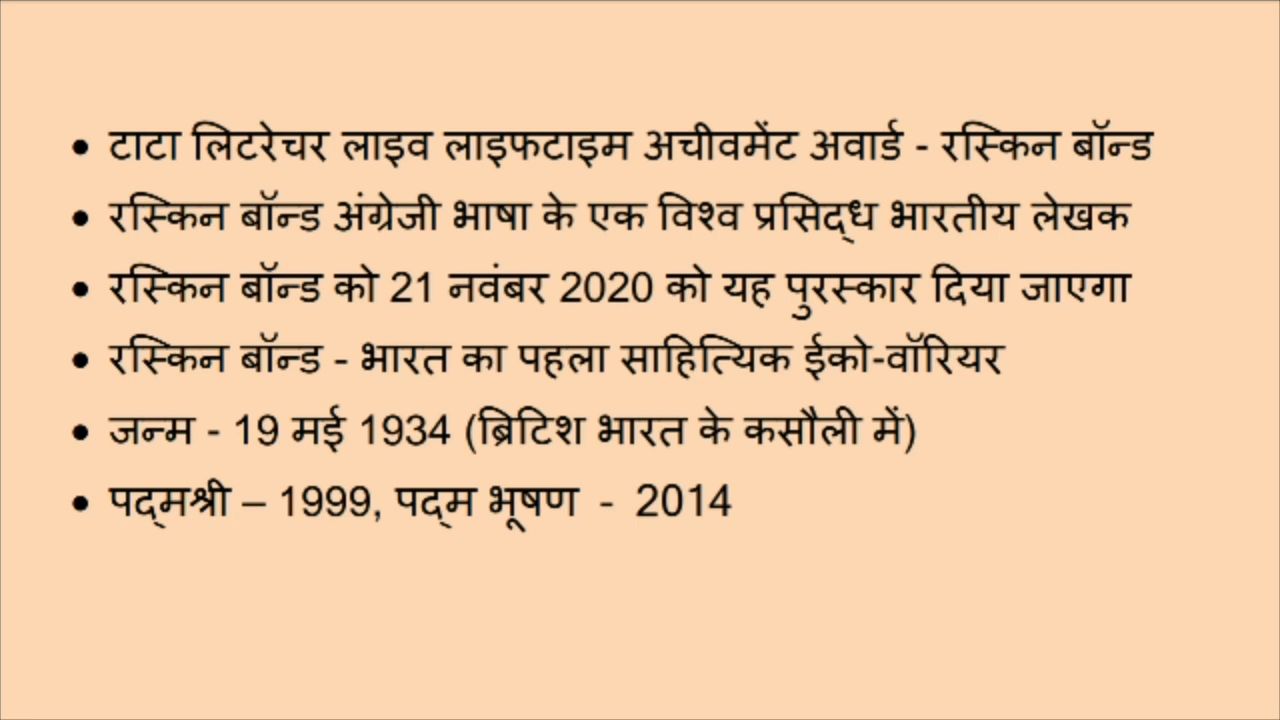 • टाटा लिटरेचर लाइव लाइफटाइम अचीवमेंट अवार्ड - रस्किन बॉन्ड
• रस्किन बॉन्ड अंग्रेजी भाषा के एक विश्व प्रसिद्ध भारतीय लेखक
• रस्किन बॉन्ड को 21 नवंबर 2020 को यह पुरस्कार दिया जाएगा
• रस्किन बॉन्ड - भारत का पहला साहित्यिक ईको-वॉरियर
• जन्म - 19 मई 1934 (ब्रिटिश भारत के कसौली में)
• पद्मश्री – 1999, पद्म भूषण - 2014